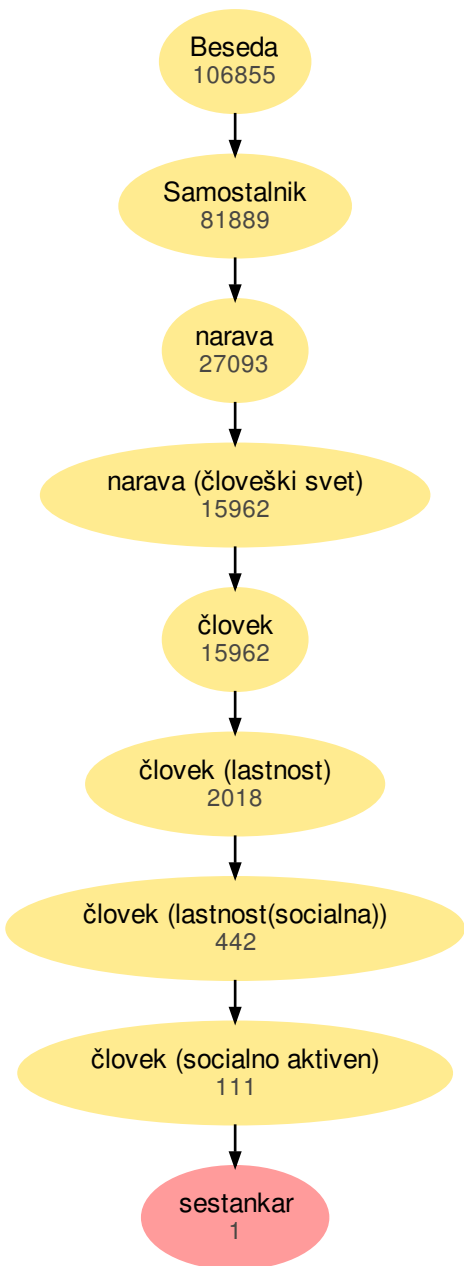 Beseda
106855
Samostalnik
81889
narava
27093
narava (človeški svet)
15962
človek
15962
človek (lastnost)
2018
človek (lastnost(socialna))
442
človek (socialno aktiven)
111
sestankar
1